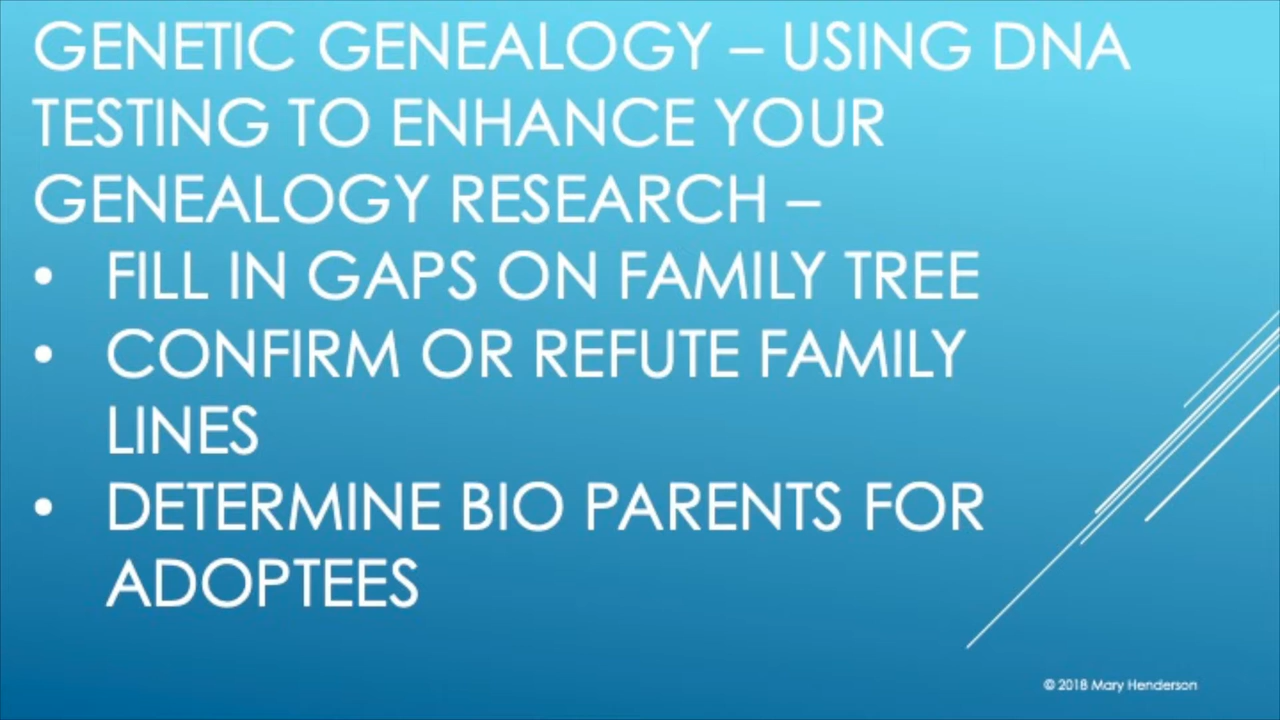 GENETIC GENEALOGY – USING DNA
TESTING TO ENHANCE YOUR
GENEALOGY RESEARCH –
• FILL IN GAPS ON FAMILY TREE
• CONFIRM OR REFUTE FAMILY
LINES
• DETERMINE BIO PARENTS FOR
ADOPTEES
© 2018 Mary Henderson